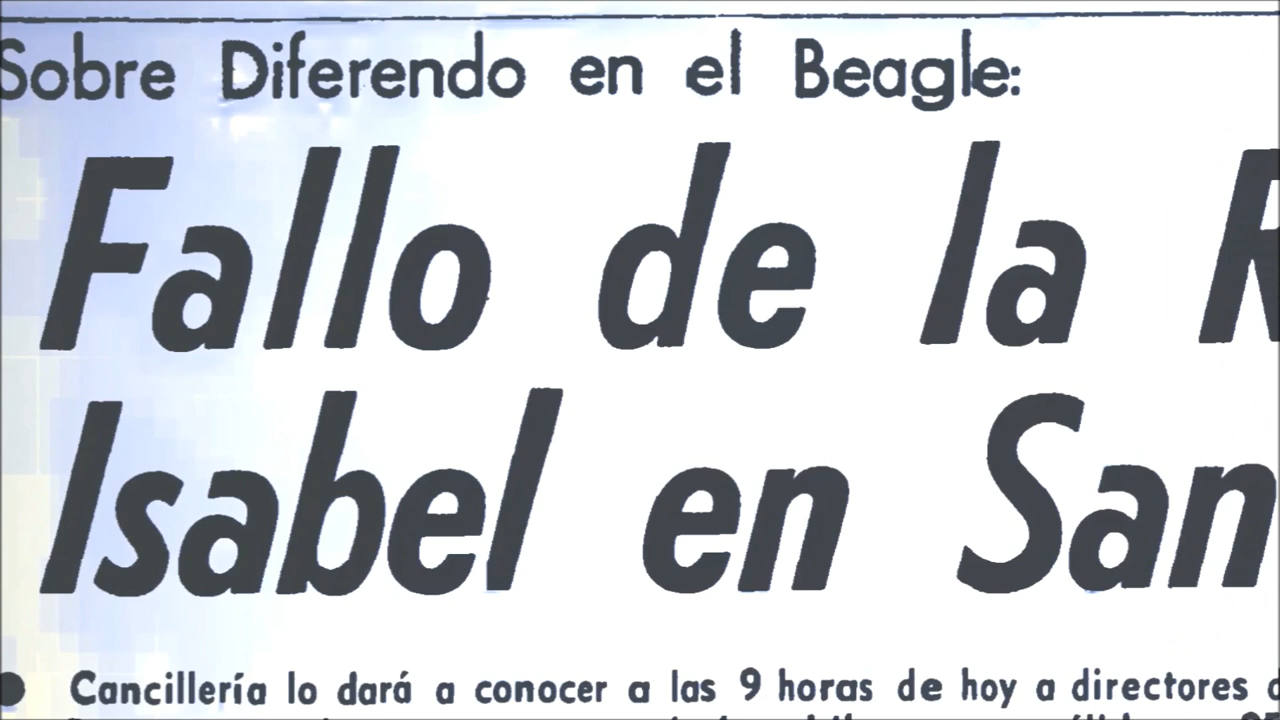 Sobre Diferendo en el Beagle:
Fallo de la R
Isabel en San
Cancillería lo dará a conocer a las 9 horas de hoy a directores